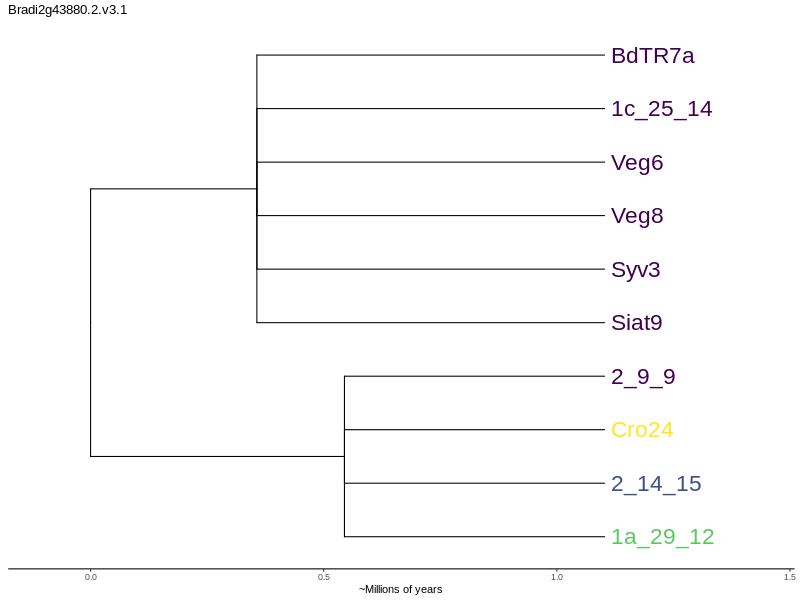 Bradi2g43880.2.v3.1
BdTR7a
1c_25_14
Veg6
Veg8
Syv3
Siat9
2_9_9
Cro24
2_14_15
1a_29_12
0.0 0.5 1.0 1.5
~Millions of years